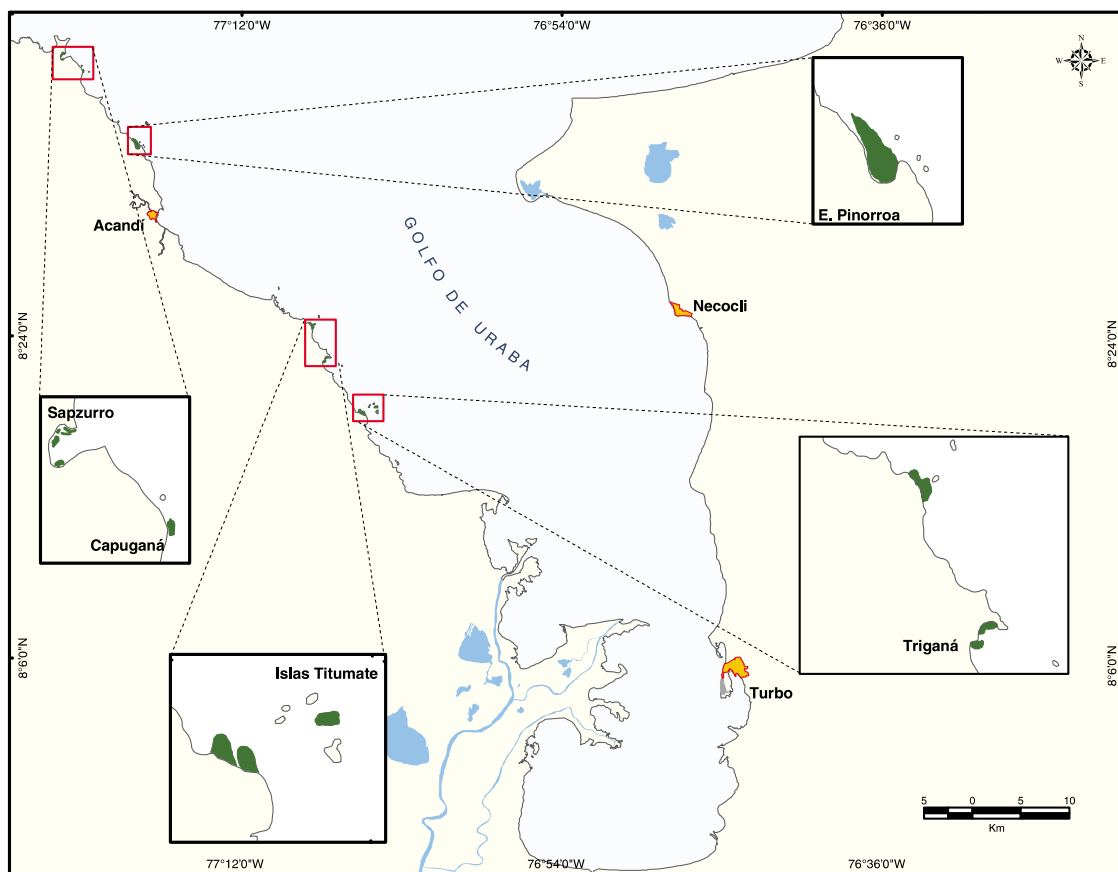 77°12'0"W
76°54'0"W
76°36'0"W
N
W
E
S
E. Pinorroa
Acandí
GOLFO DE URABA
Necocli
8°24'0"N
8°24'0"N
Sapzurro
Capuganá
Triganá
8°6'0"N
8°6'0"N
Islas Titumate
Turbo
5 0 5 10
Km
77°12'0"W
76°54'0"W
76°36'0"W